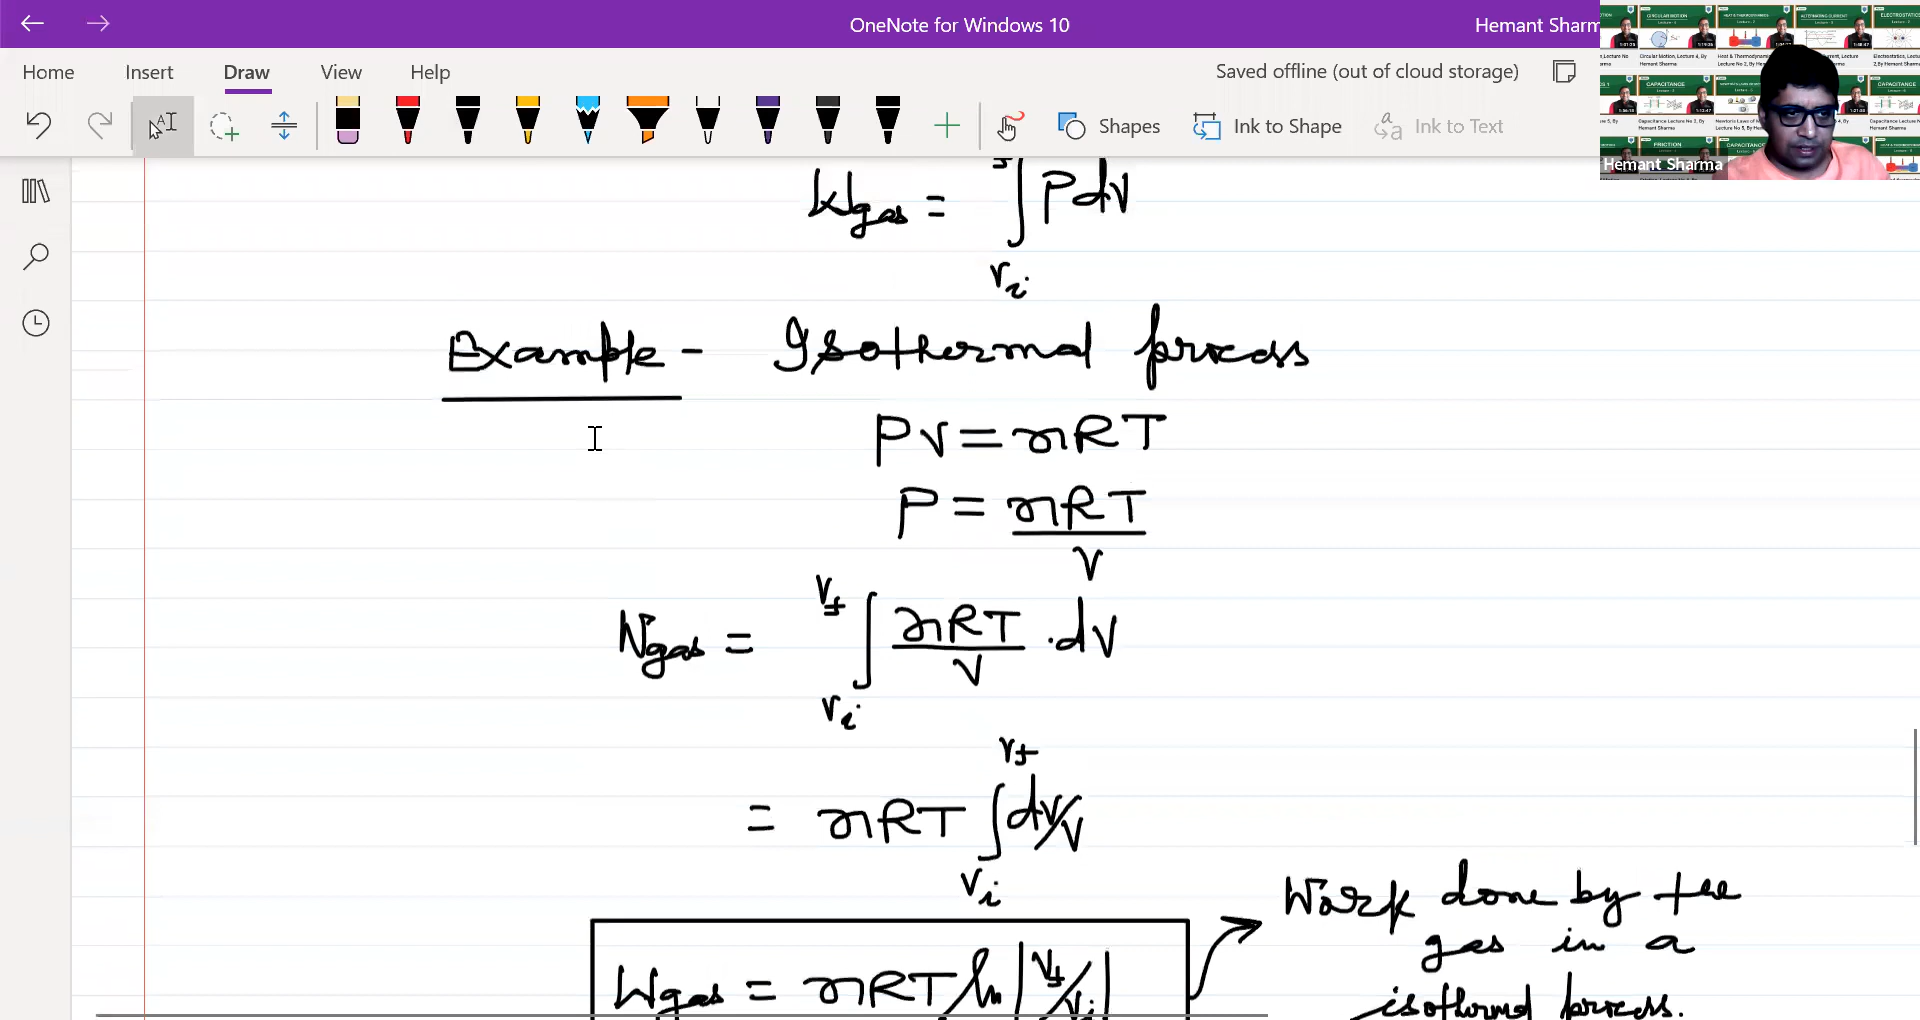 OneNote for Windows 10
Hemant Sharm
Home Insert Draw View Help
Saved offline (out of cloud storage)
Shapes Ink to Shape Ink to Text
Hemant Sharma
Wgas = ∫ PdV
Vi
Example - Isothermal process
PV = nRT
P = nRT
V
Vf
Wgas = ∫ nRT/V . dV
Vi
Vf
= nRT ∫ dV/V
Vi
Wgas = nRT ln |Vf/Vi|
Work done by the
gas in a
isothermal process.